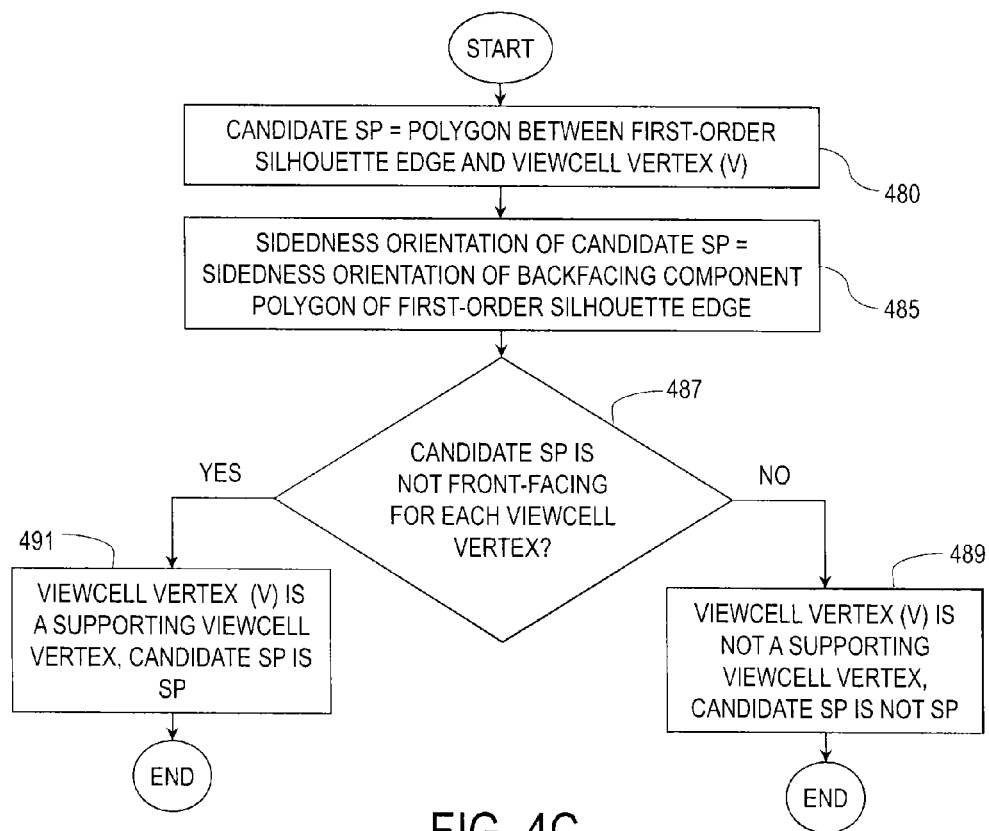 START
CANDIDATE SP = POLYGON BETWEEN FIRST-ORDER
SILHOUETTE EDGE AND VIEWCELL VERTEX (V)
480
SIDEDNESS ORIENTATION OF CANDIDATE SP =
SIDEDNESS ORIENTATION OF BACKFACING COMPONENT
POLYGON OF FIRST-ORDER SILHOUETTE EDGE
485
487
CANDIDATE SP IS
NOT FRONT-FACING
FOR EACH VIEWCELL
VERTEX?
YES
NO
491
VIEWCELL VERTEX (V) IS
A SUPPORTING VIEWCELL
VERTEX, CANDIDATE SP IS
SP
END
489
VIEWCELL VERTEX (V) IS
NOT A SUPPORTING
VIEWCELL VERTEX,
CANDIDATE SP IS NOT SP
END
FIG. 4C